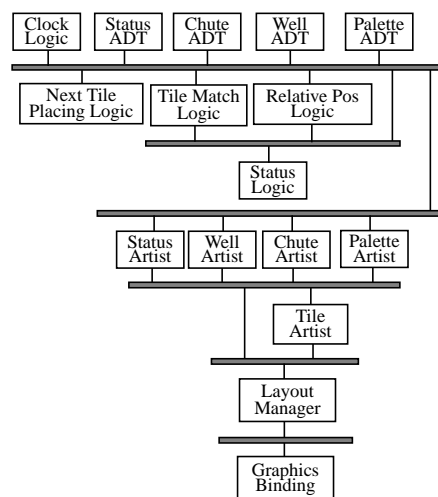 Clock
Logic
Status
ADT
Chute
ADT
Well
ADT
Palette
ADT
Next Tile
Placing Logic
Tile Match
Logic
Relative Pos
Logic
Status
Logic
Status
Artist
Well
Artist
Chute
Artist
Palette
Artist
Tile
Artist
Layout
Manager
Graphics
Binding